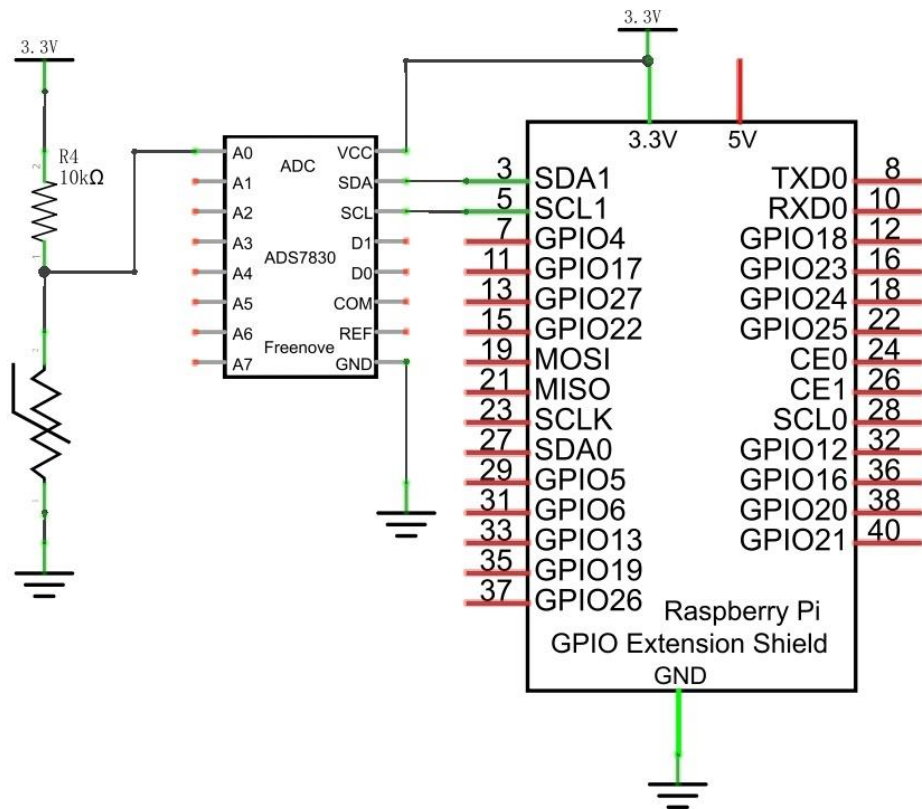 3.3V
R4
10kΩ
2
1
3.3V
ADC
ADS7830
Freenove
A0
A1
A2
A3
A4
A5
A6
A7
VCC
SDA
SCL
D1
D0
COM
REF
GND
3.3V 5V
3 SDA1 TXD0 8
5 SCL1 RXD0 10
7 GPIO4 GPIO18 12
11 GPIO17 GPIO23 16
13 GPIO27 GPIO24 18
15 GPIO22 GPIO25 22
19 MOSI CE0 24
21 MISO CE1 26
23 SCLK SCL0 28
27 SDA0 GPIO12 32
29 GPIO5 GPIO16 36
31 GPIO6 GPIO20 38
33 GPIO13 GPIO21 40
35 GPIO19
37 GPIO26
Raspberry Pi
GPIO Extension Shield
GND